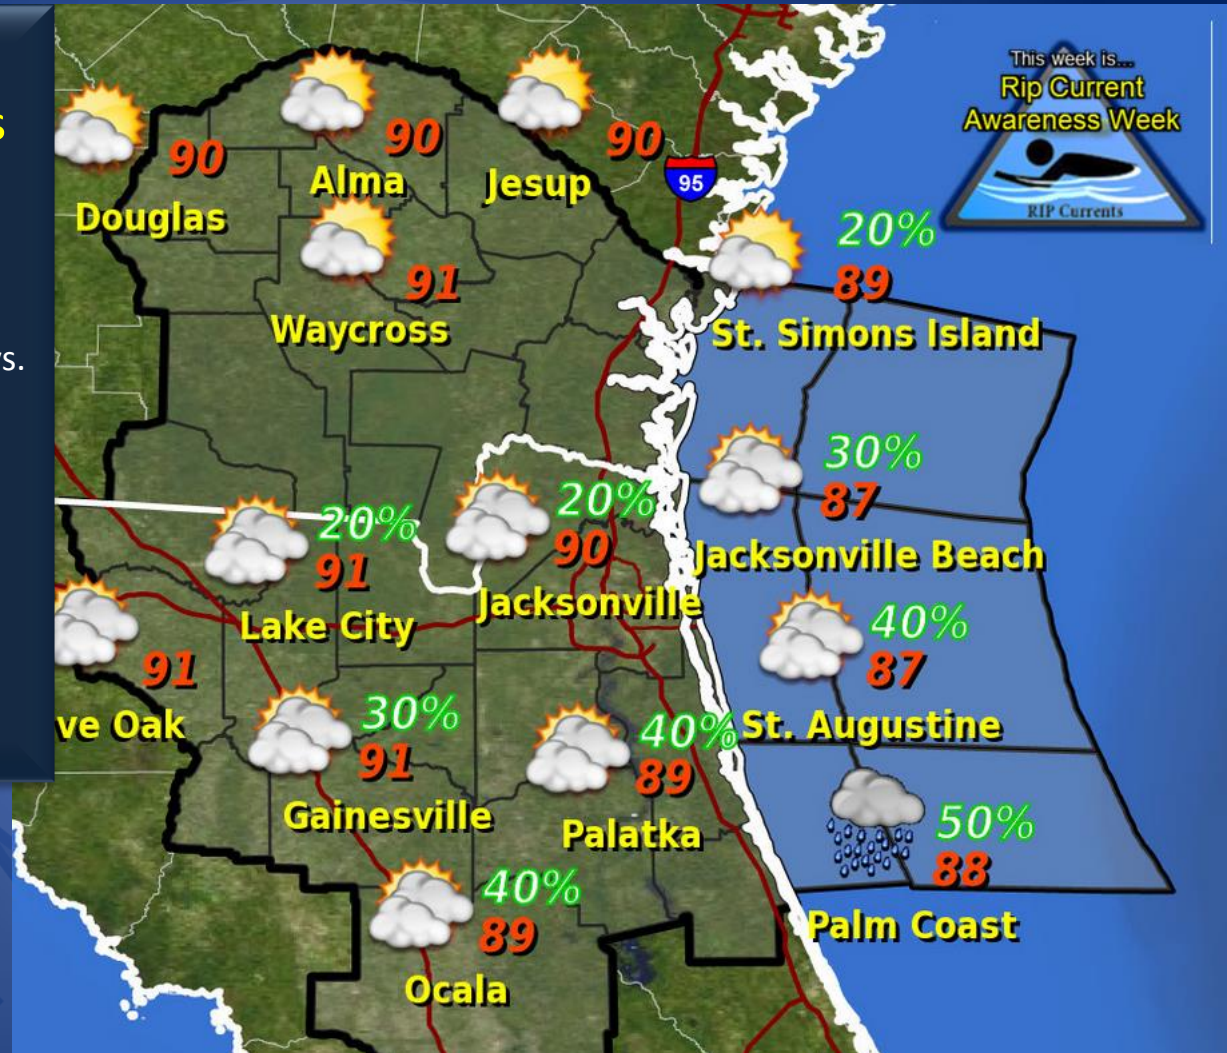 This week is...
Rip Current
Awareness Week
RIP Currents
s
vs.
90
Douglas
90
Alma
90
Jesup
95
91
Waycross
20%
89
St. Simons Island
30%
87
Jacksonville Beach
20%
91
Lake City
20%
90
Jacksonville
91
ve Oak
40%
87
St. Augustine
30%
91
Gainesville
40%
89
Palatka
50%
88
Palm Coast
40%
89
Ocala